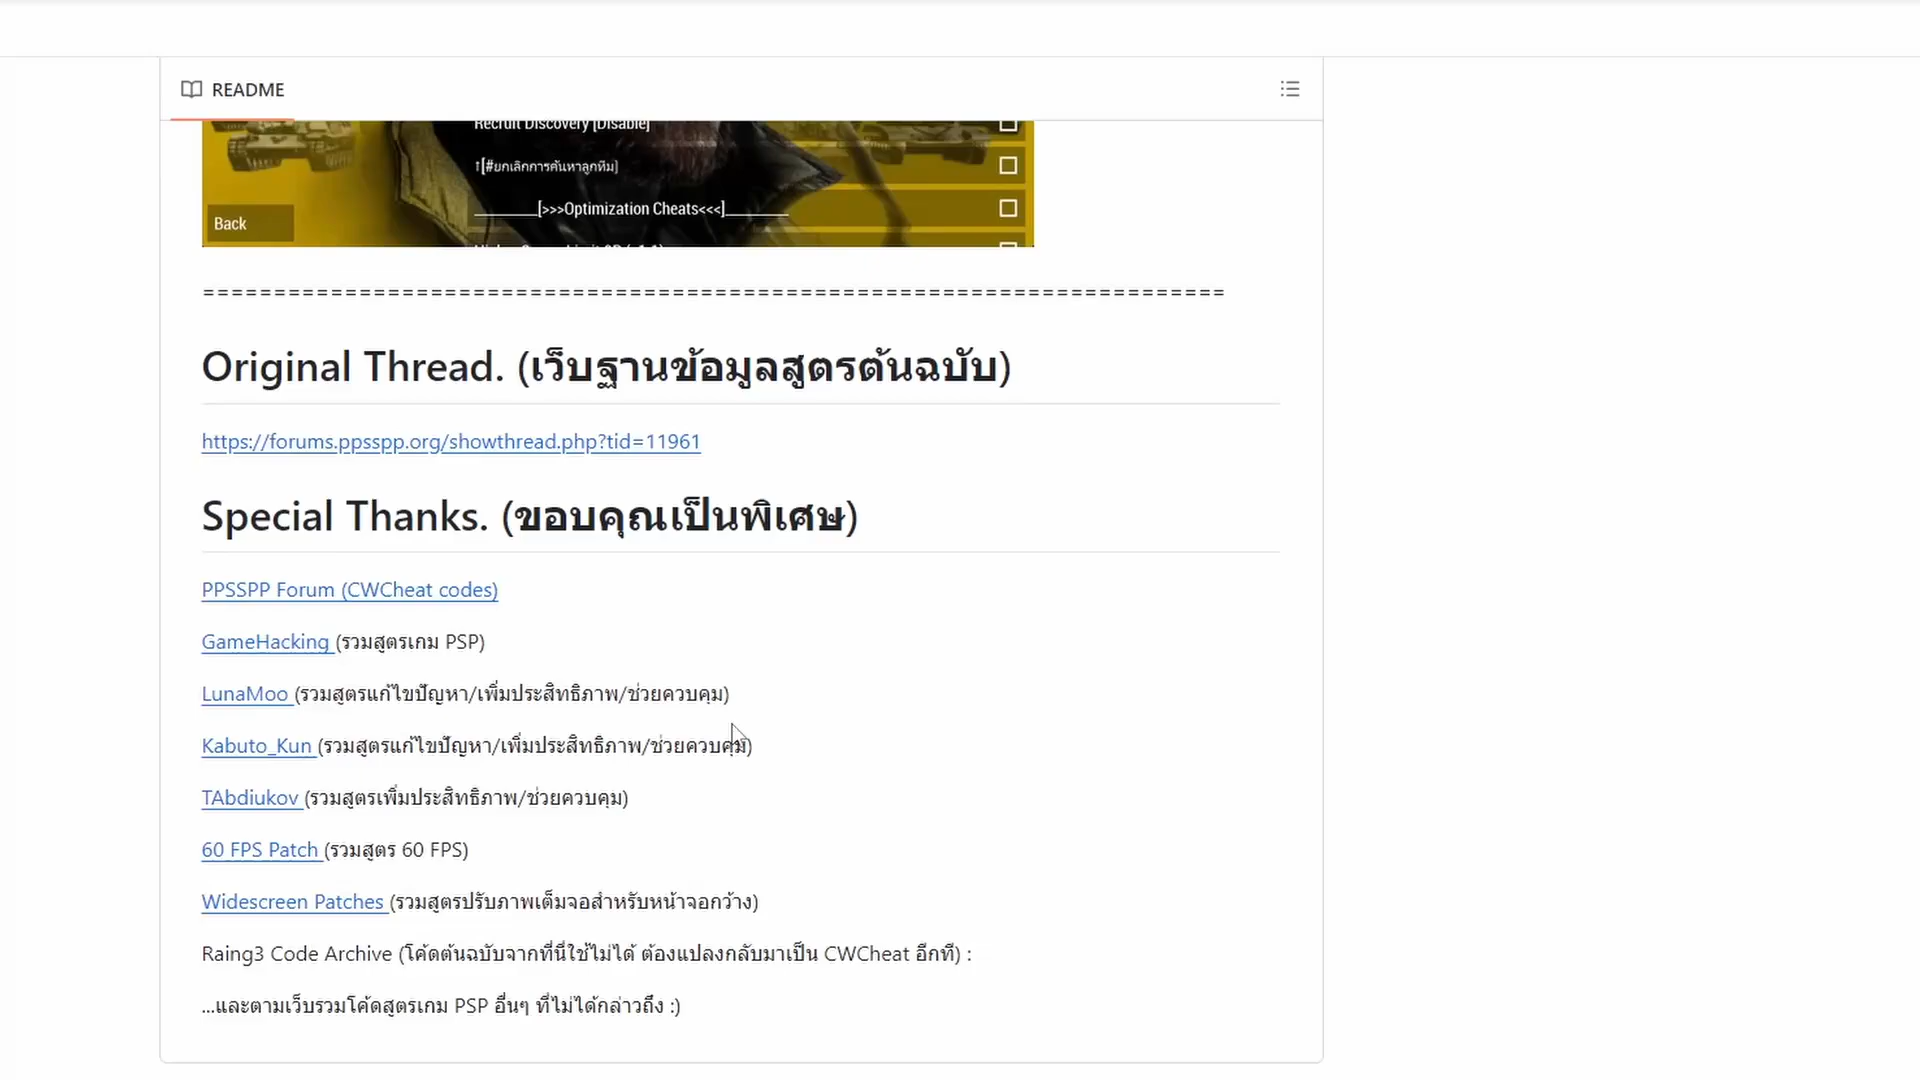 README
Recruit Discovery [Disable]
↑[#ยกเลิกการค้นหาลูกทีม]
_________[>>>Optimization Cheats<<<]_________
Back
=======================================================================
Original Thread. (เว็บฐานข้อมูลสูตรต้นฉบับ)
https://forums.ppsspp.org/showthread.php?tid=11961
Special Thanks. (ขอบคุณเป็นพิเศษ)
PPSSPP Forum (CWCheat codes)
GameHacking (รวมสูตรเกม PSP)
LunaMoo (รวมสูตรแก้ไขปัญหา/เพิ่มประสิทธิภาพ/ช่วยควบคุม)
Kabuto_Kun (รวมสูตรแก้ไขปัญหา/เพิ่มประสิทธิภาพ/ช่วยควบคุม)
TAbdiukov (รวมสูตรเพิ่มประสิทธิภาพ/ช่วยควบคุม)
60 FPS Patch (รวมสูตร 60 FPS)
Widescreen Patches (รวมสูตรปรับภาพเต็มจอสำหรับหน้าจอกว้าง)
Raing3 Code Archive (โค้ดต้นฉบับจากที่นี่ใช้ไม่ได้ ต้องแปลงกลับมาเป็น CWCheat อีกที) :
...และตามเว็บรวมโค้ดสูตรเกม PSP อื่นๆ ที่ไม่ได้กล่าวถึง :)